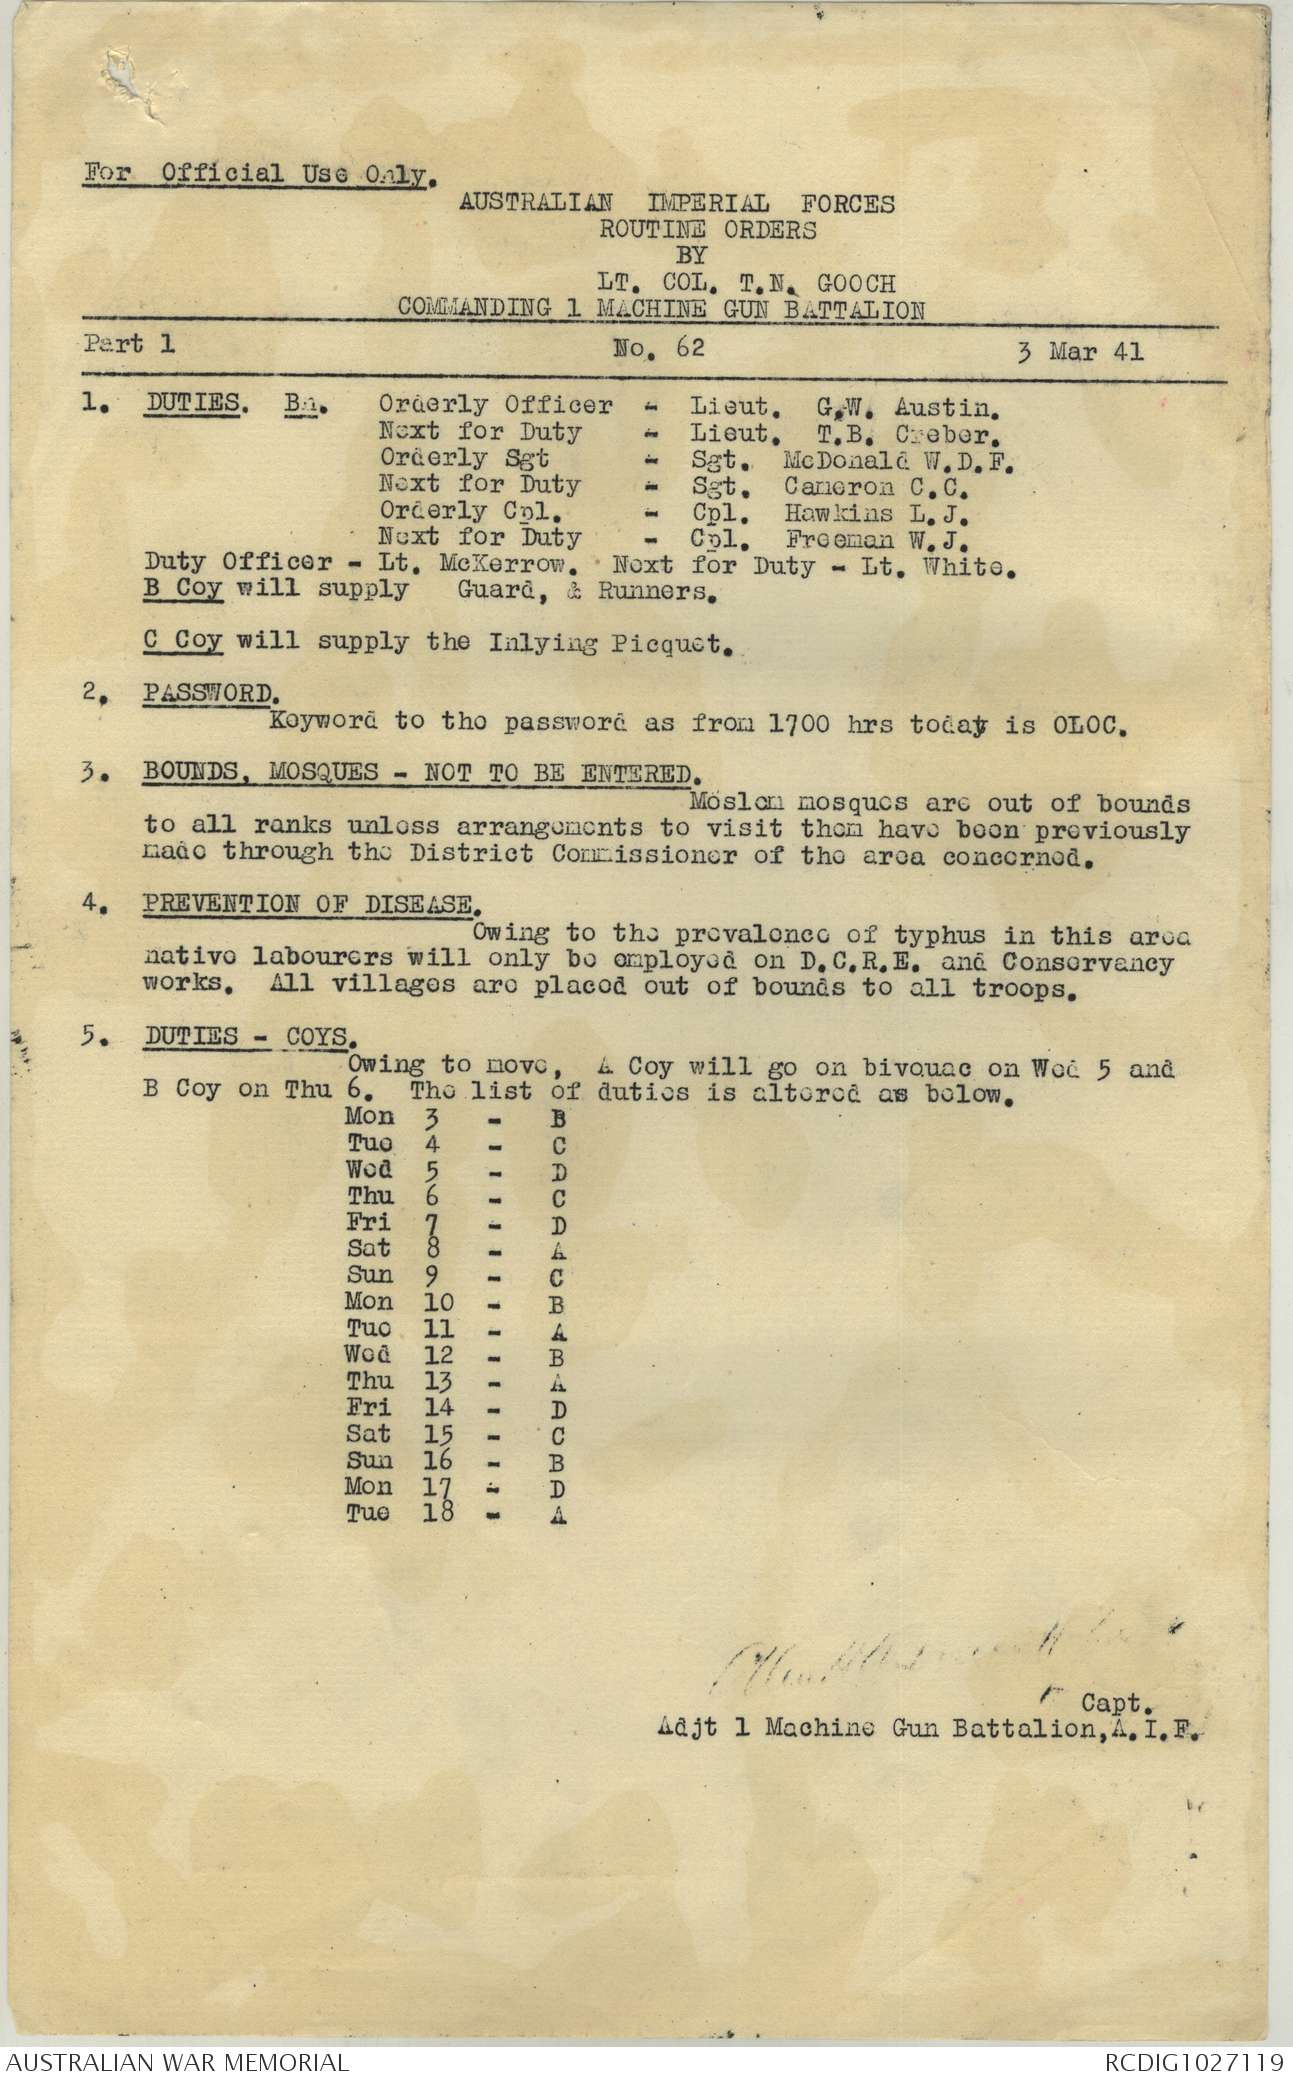 For Official Use Only.
AUSTRALIAN IMPERIAL FORCES
ROUTINE ORDERS
BY
LT. COL. T.N. GOOCH
COMMANDING 1 MACHINE GUN BATTALION
Part 1 No. 62 3 Mar 41
1. DUTIES. Bn. Orderly Officer - Lieut. G.W. Austin.
Next for Duty - Lieut. T.B. Creber.
Orderly Sgt - Sgt. McDonald W.D.F.
Next for Duty - Sgt. Cameron C.C.
Orderly Cpl. - Cpl. Hawkins L.J.
Next for Duty - Cpl. Freeman W.J.
Duty Officer - Lt. McKerrow. Next for Duty - Lt. White.
B Coy will supply Guard, & Runners.
C Coy will supply the Inlying Picquet.
2. PASSWORD.
Keyword to the password as from 1700 hrs today is OLOC.
3. BOUNDS, MOSQUES - NOT TO BE ENTERED.
Moslem mosques are out of bounds
to all ranks unless arrangements to visit them have been previously
made through the District Commissioner of the area concerned.
4. PREVENTION OF DISEASE.
Owing to the prevalence of typhus in this area
native labourers will only be employed on D.C.R.E. and Conservancy
works. All villages are placed out of bounds to all troops.
5. DUTIES - COYS.
Owing to move, A Coy will go on bivouac on Wed 5 and
B Coy on Thu 6. The list of duties is altered as below.
Mon 3 - B
Tue 4 - C
Wed 5 - D
Thu 6 - C
Fri 7 - D
Sat 8 - A
Sun 9 - C
Mon 10 - B
Tue 11 - A
Wed 12 - B
Thu 13 - A
Fri 14 - D
Sat 15 - C
Sun 16 - B
Mon 17 - D
Tue 18 - A
Capt.
Adjt 1 Machine Gun Battalion,A.I.F.
AUSTRALIAN WAR MEMORIAL RCDIG1027119